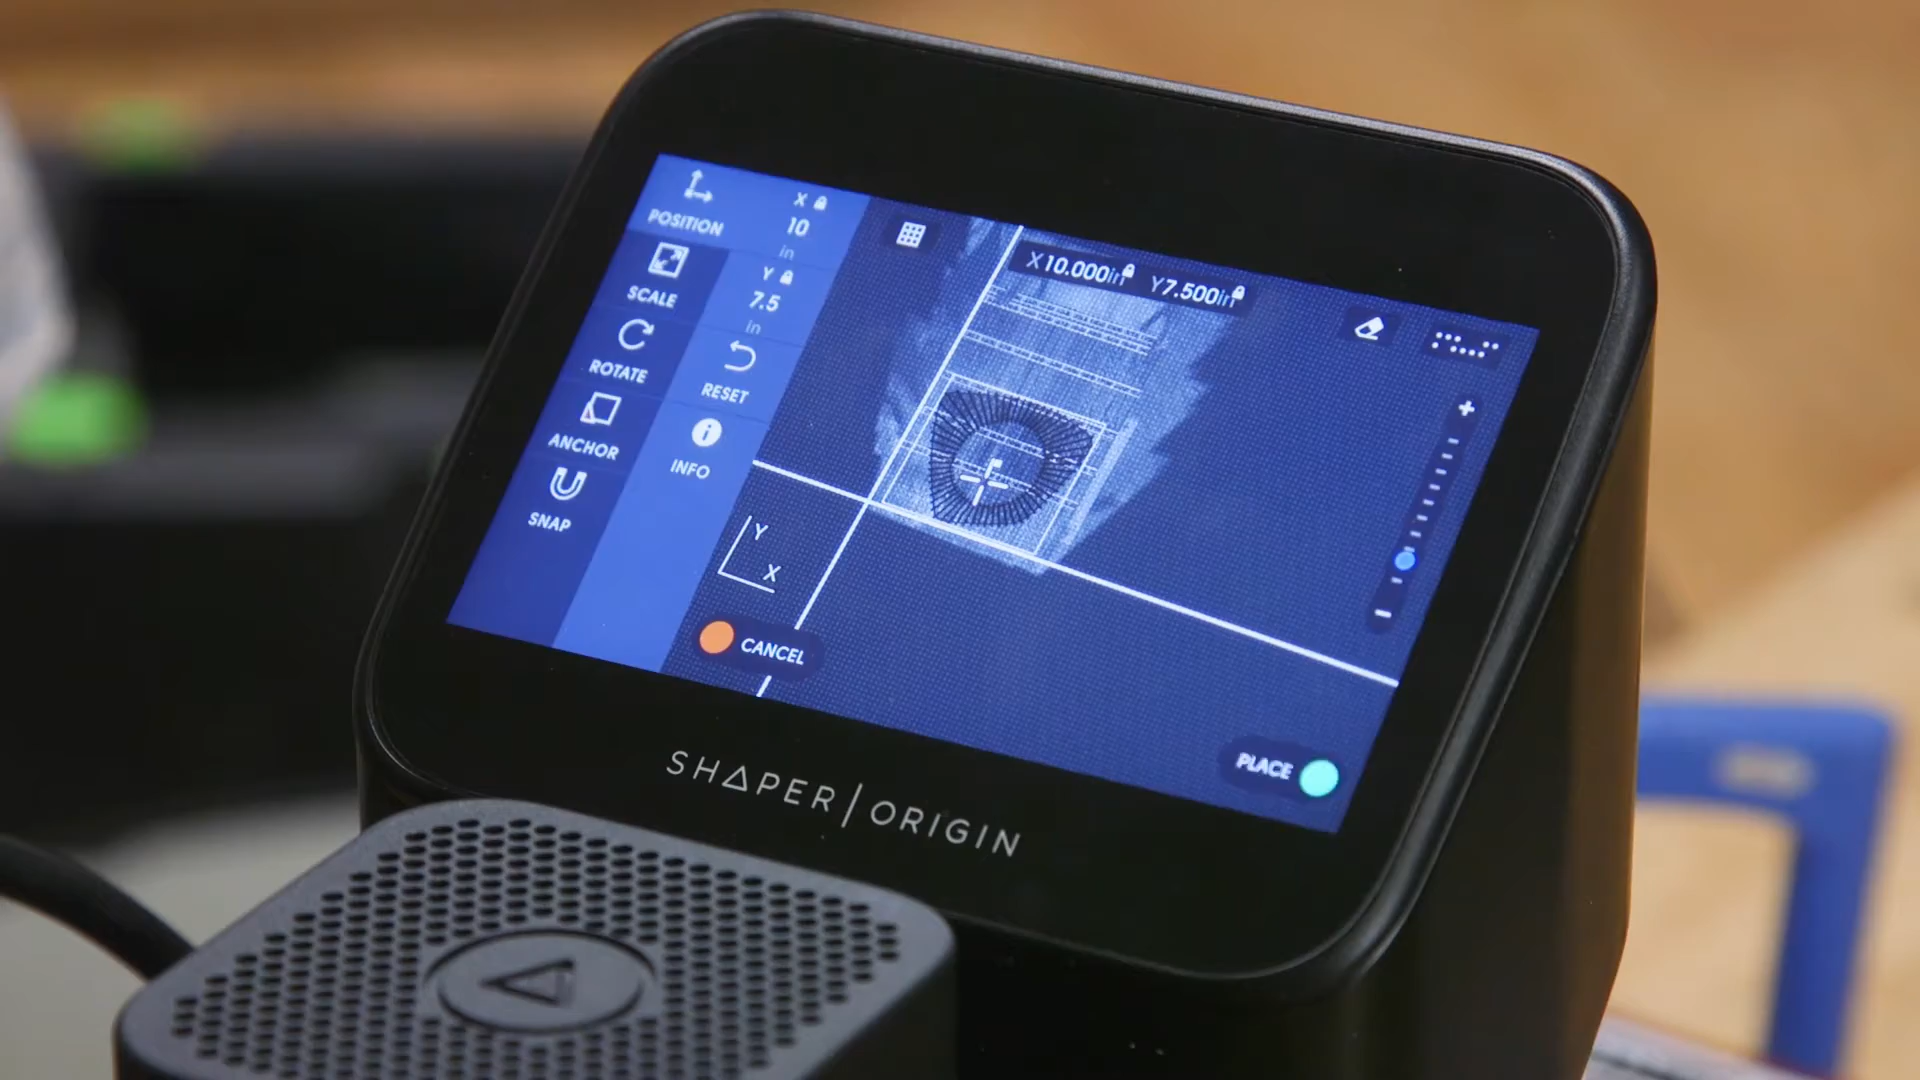 POSITION
SCALE
ROTATE
ANCHOR
SNAP
X
10
in
Y
7.5
in
RESET
INFO
X10.000in Y7.500in
+
-
Y
X
CANCEL
PLACE
SHAPER|ORIGIN